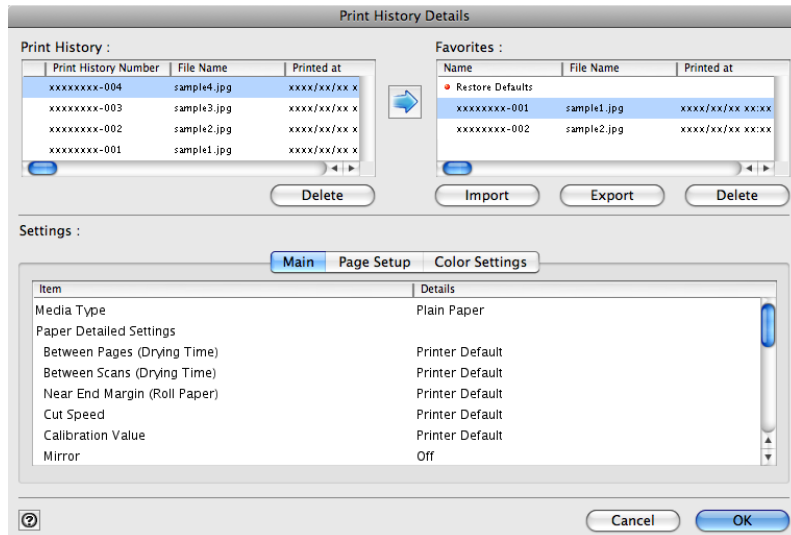 Print History Details
Print History :
Favorites :
Print History Number File Name Printed at
Name File Name Printed at
xxxxxxxx-004 sample4.jpg xxxx/xx/xx x
Restore Defaults
xxxxxxxx-003 sample3.jpg xxxx/xx/xx x
xxxxxxxx-001 sample1.jpg xxxx/xx/xx xx:xx
xxxxxxxx-002 sample2.jpg xxxx/xx/xx x
xxxxxxxx-002 sample2.jpg xxxx/xx/xx xx:xx
xxxxxxxx-001 sample1.jpg xxxx/xx/xx x
Delete
Import Export Delete
Settings :
Main Page Setup Color Settings
Item Details
Media Type Plain Paper
Paper Detailed Settings
Between Pages (Drying Time) Printer Default
Between Scans (Drying Time) Printer Default
Near End Margin (Roll Paper) Printer Default
Cut Speed Printer Default
Calibration Value Printer Default
Mirror Off
? Cancel OK